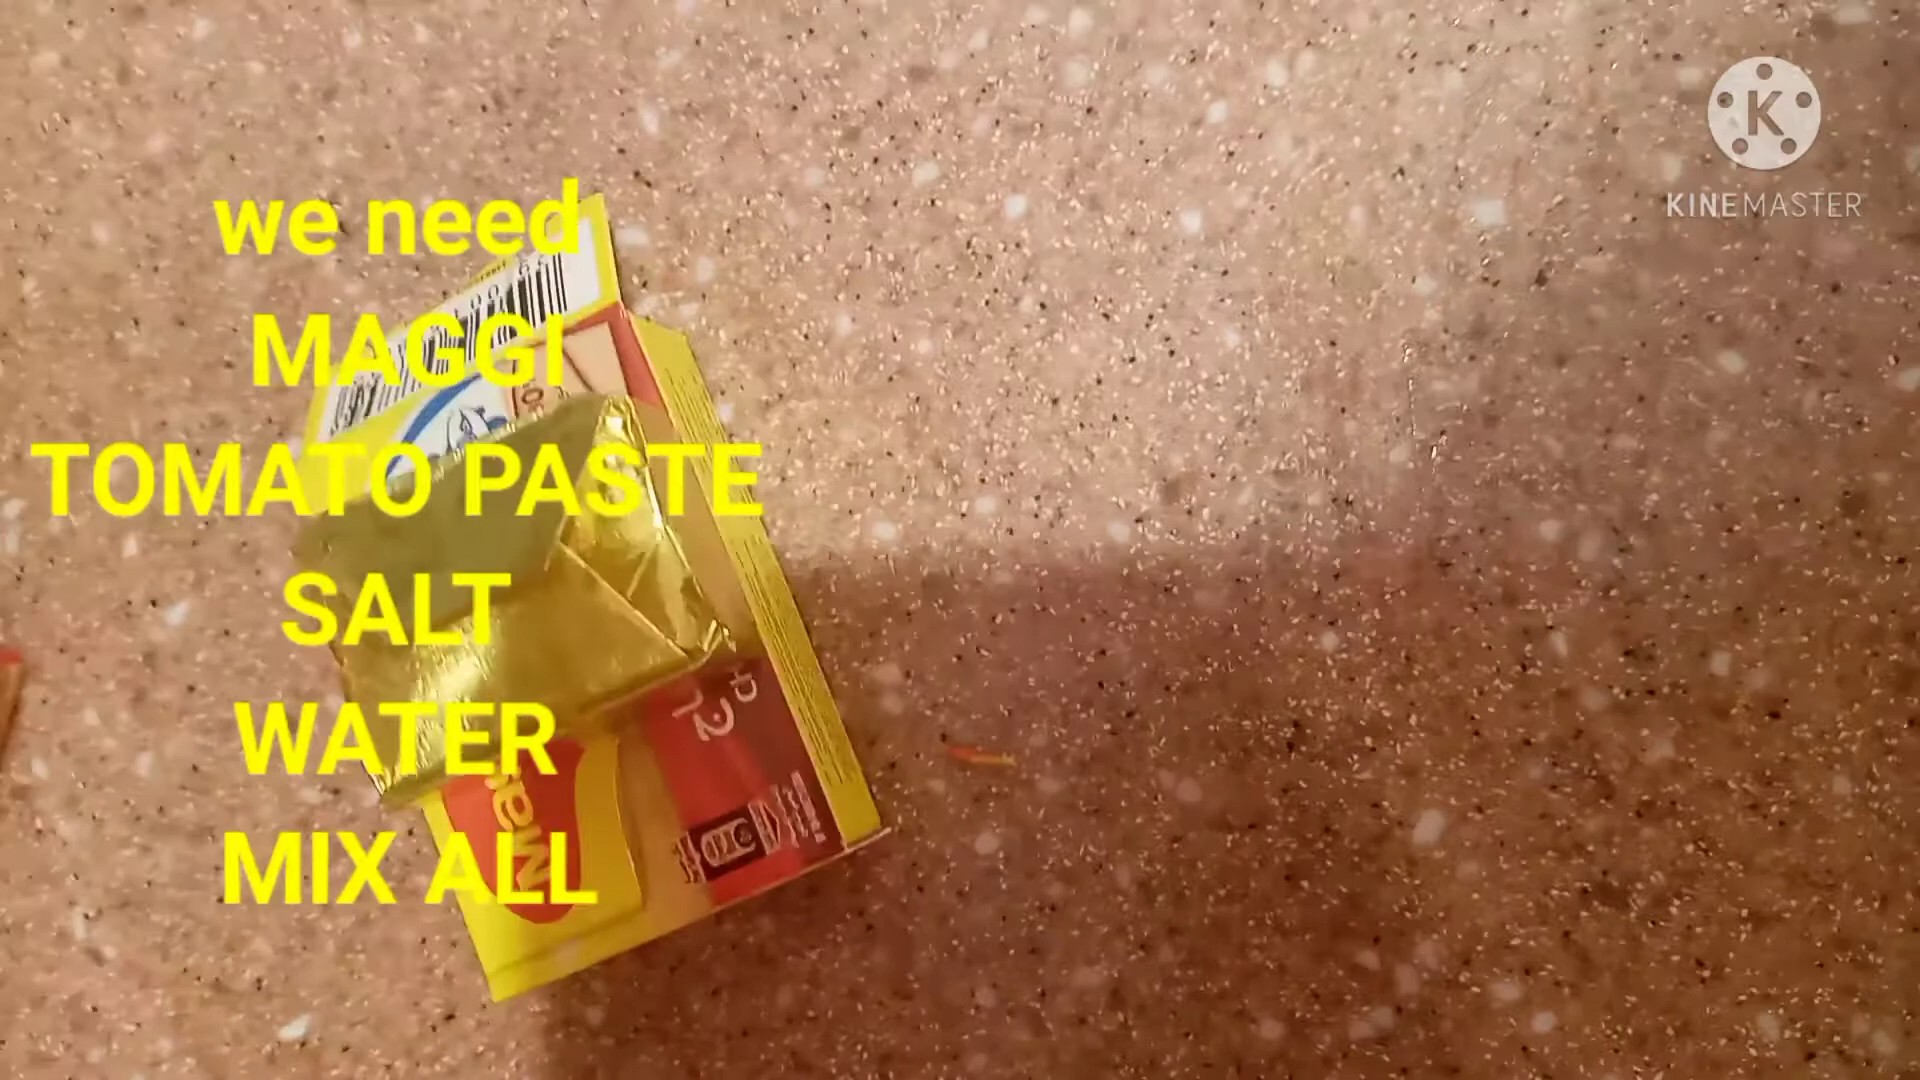 we need
MAGGI
TOMATO PASTE
SALT
WATER
MIX ALL
K
KINEMASTER